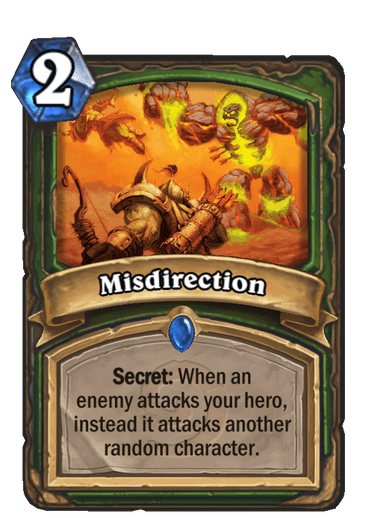 2
Misdirection
Secret: When an
enemy attacks your hero,
instead it attacks another
random character.